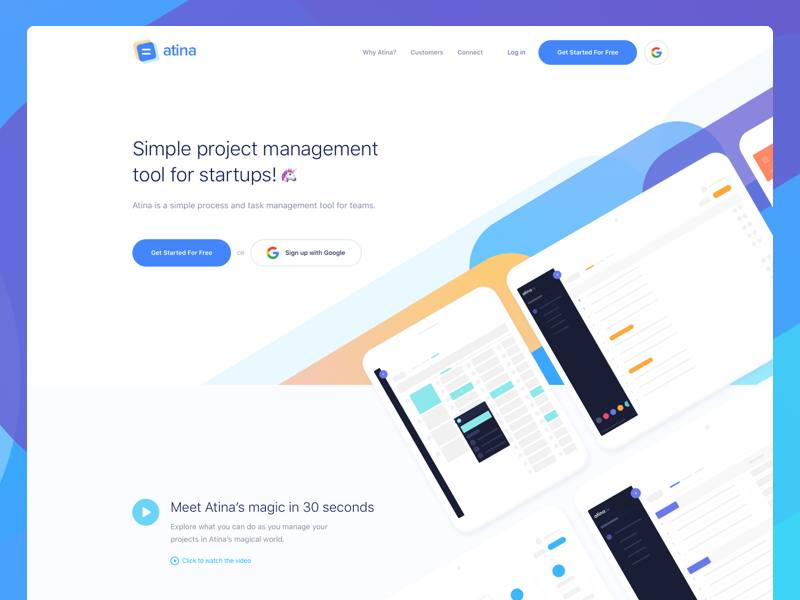 atina
Why Atina?
Customers
Connect
Log in
Get Started For Free
Simple project management
tool for startups!
Atina is a simple process and task management tool for teams.
Get Started For Free
OR
Sign up with Google
atina
atina
Meet Atina's magic in 30 seconds
Explore what you can do as you manage your
projects in Atina's magical world.
Click to watch the video